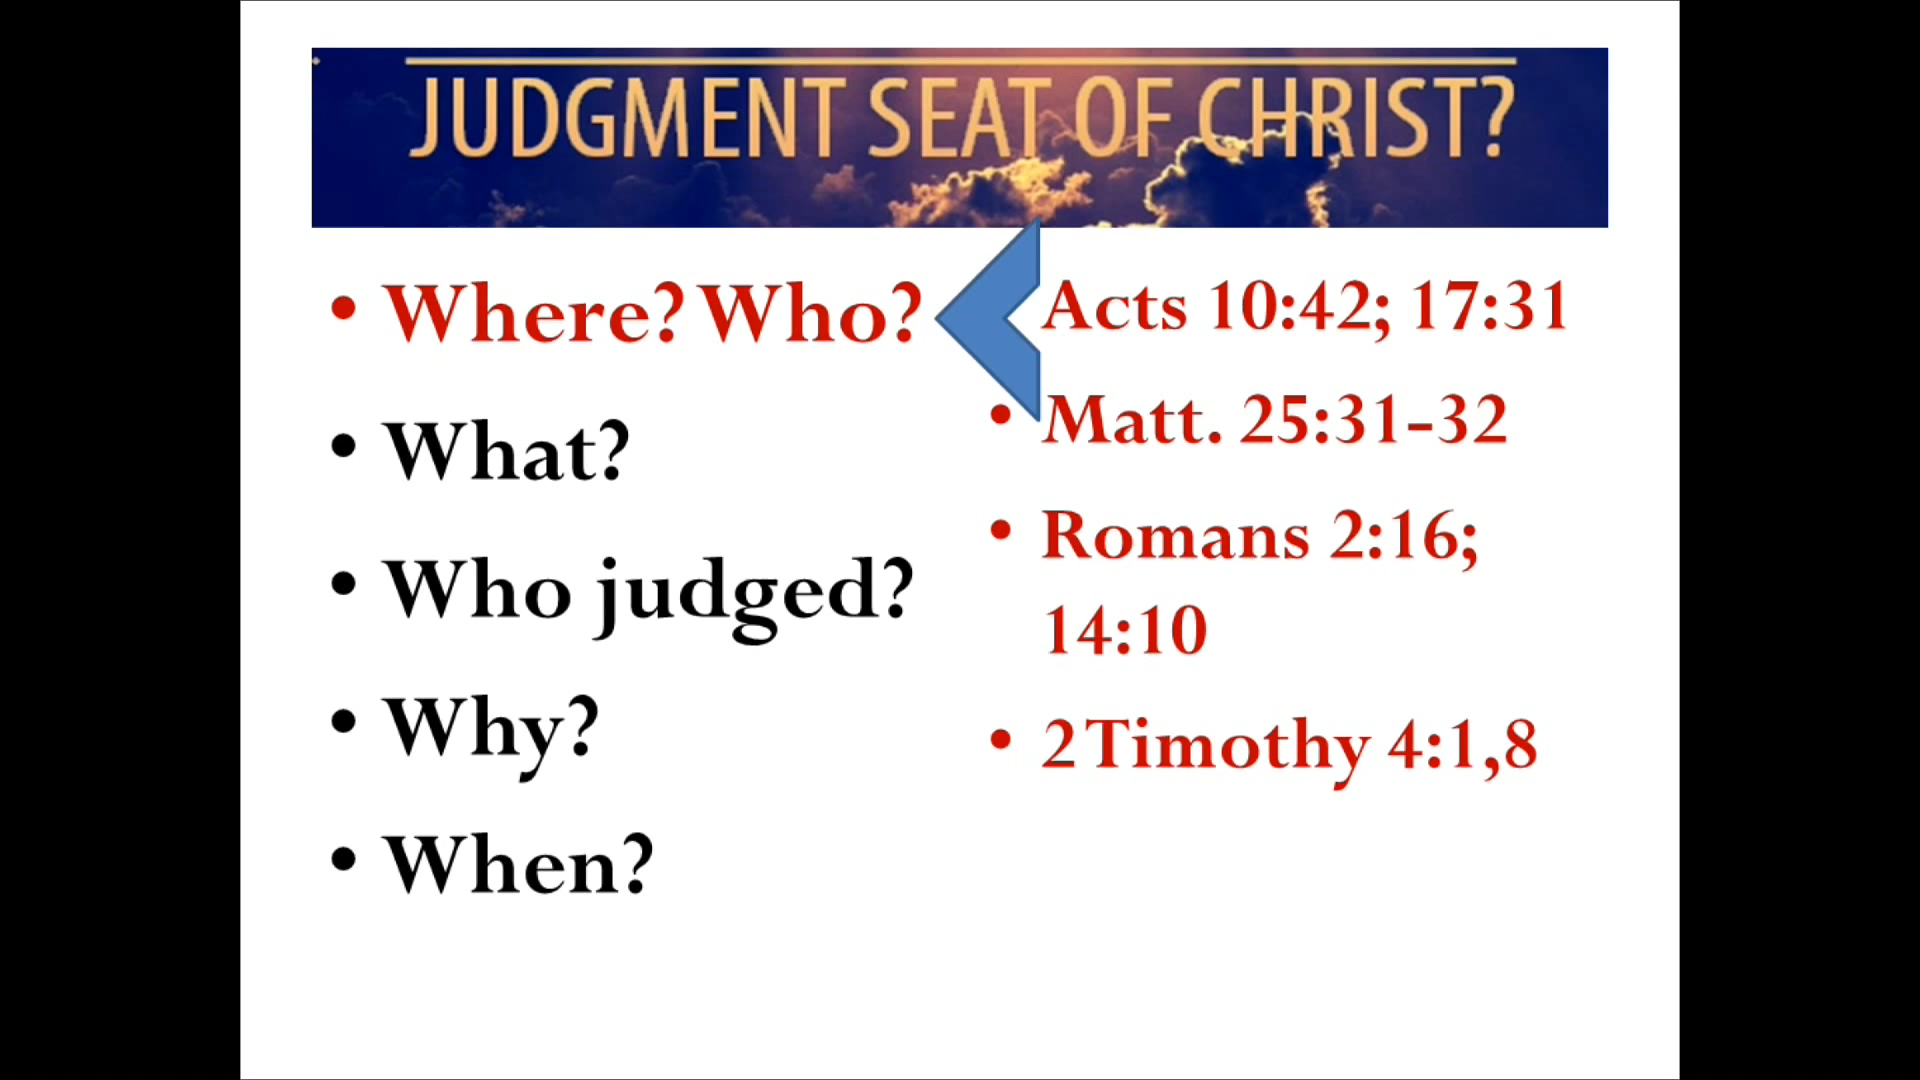 JUDGMENT SEAT OF CHRIST?
• Where? Who?
• What?
• Who judged?
• Why?
• When?
Acts 10:42; 17:31
• Matt. 25:31-32
• Romans 2:16;
14:10
• 2 Timothy 4:1,8